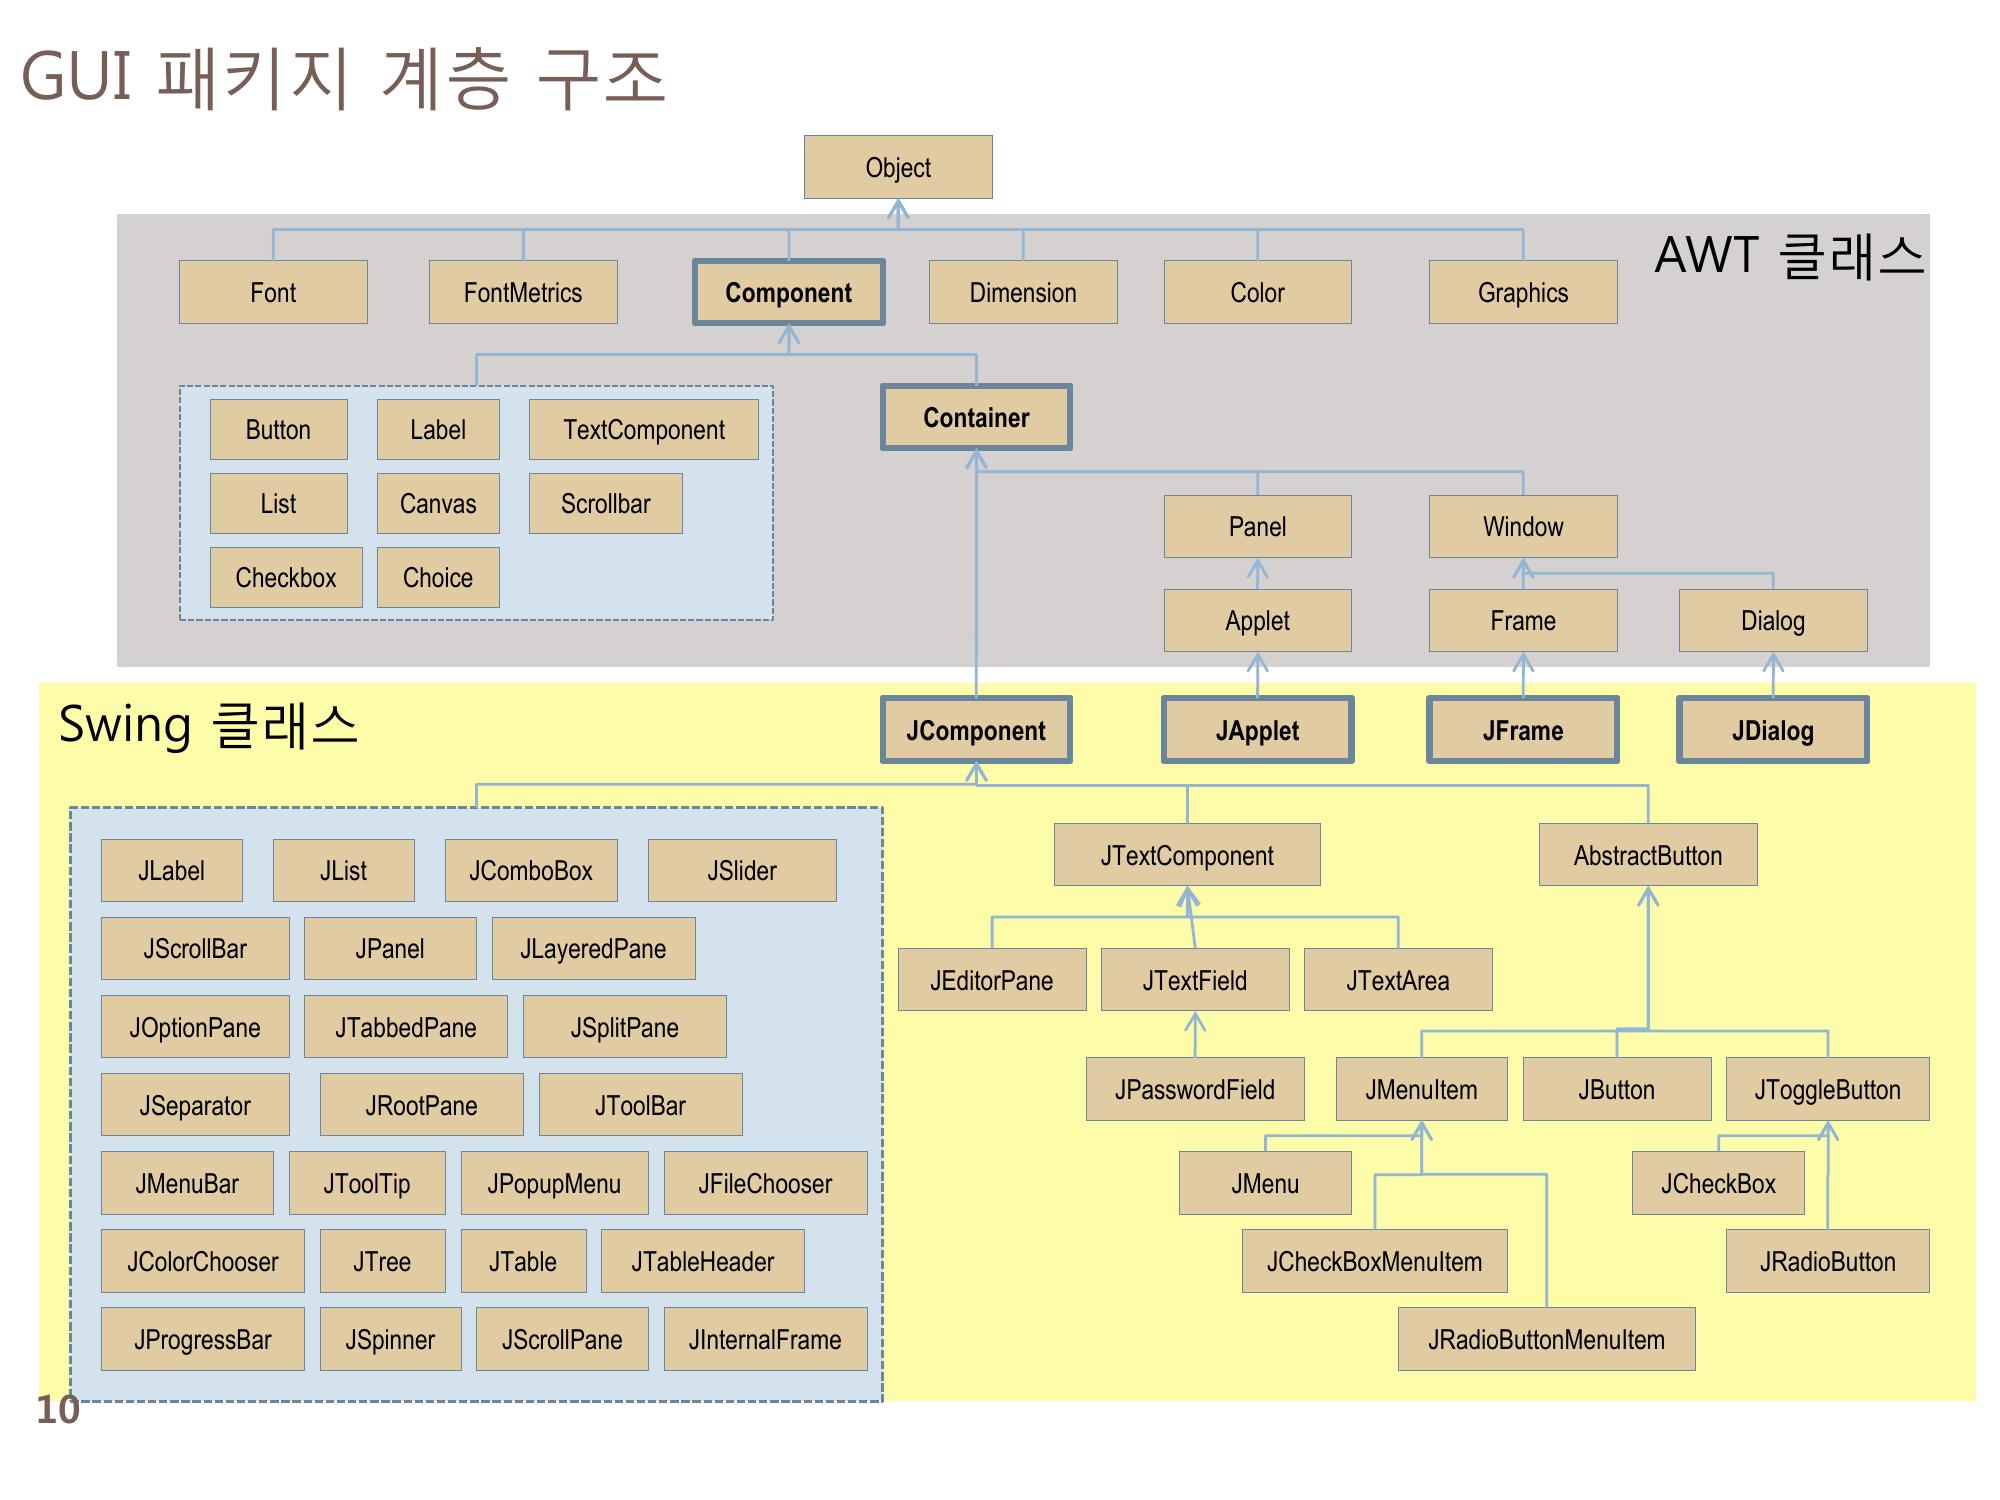 GUI 패키지 계층 구조
Object
AWT 클래스
Font FontMetrics Component Dimension Color Graphics
Button Label TextComponent
Container
List Canvas Scrollbar
Panel Window
Checkbox Choice
Applet Frame Dialog
Swing 클래스
JComponent JApplet JFrame JDialog
JLabel JList JComboBox JSlider
JTextComponent AbstractButton
JScrollBar JPanel JLayeredPane
JEditorPane JTextField JTextArea
JOptionPane JTabbedPane JSplitPane
JSeparator JRootPane JToolBar
JPasswordField JMenuItem JButton JToggleButton
JMenuBar JToolTip JPopupMenu JFileChooser
JMenu JCheckBox
JColorChooser JTree JTable JTableHeader
JCheckBoxMenuItem JRadioButton
JProgressBar JSpinner JScrollPane JInternalFrame
JRadioButtonMenuItem
10